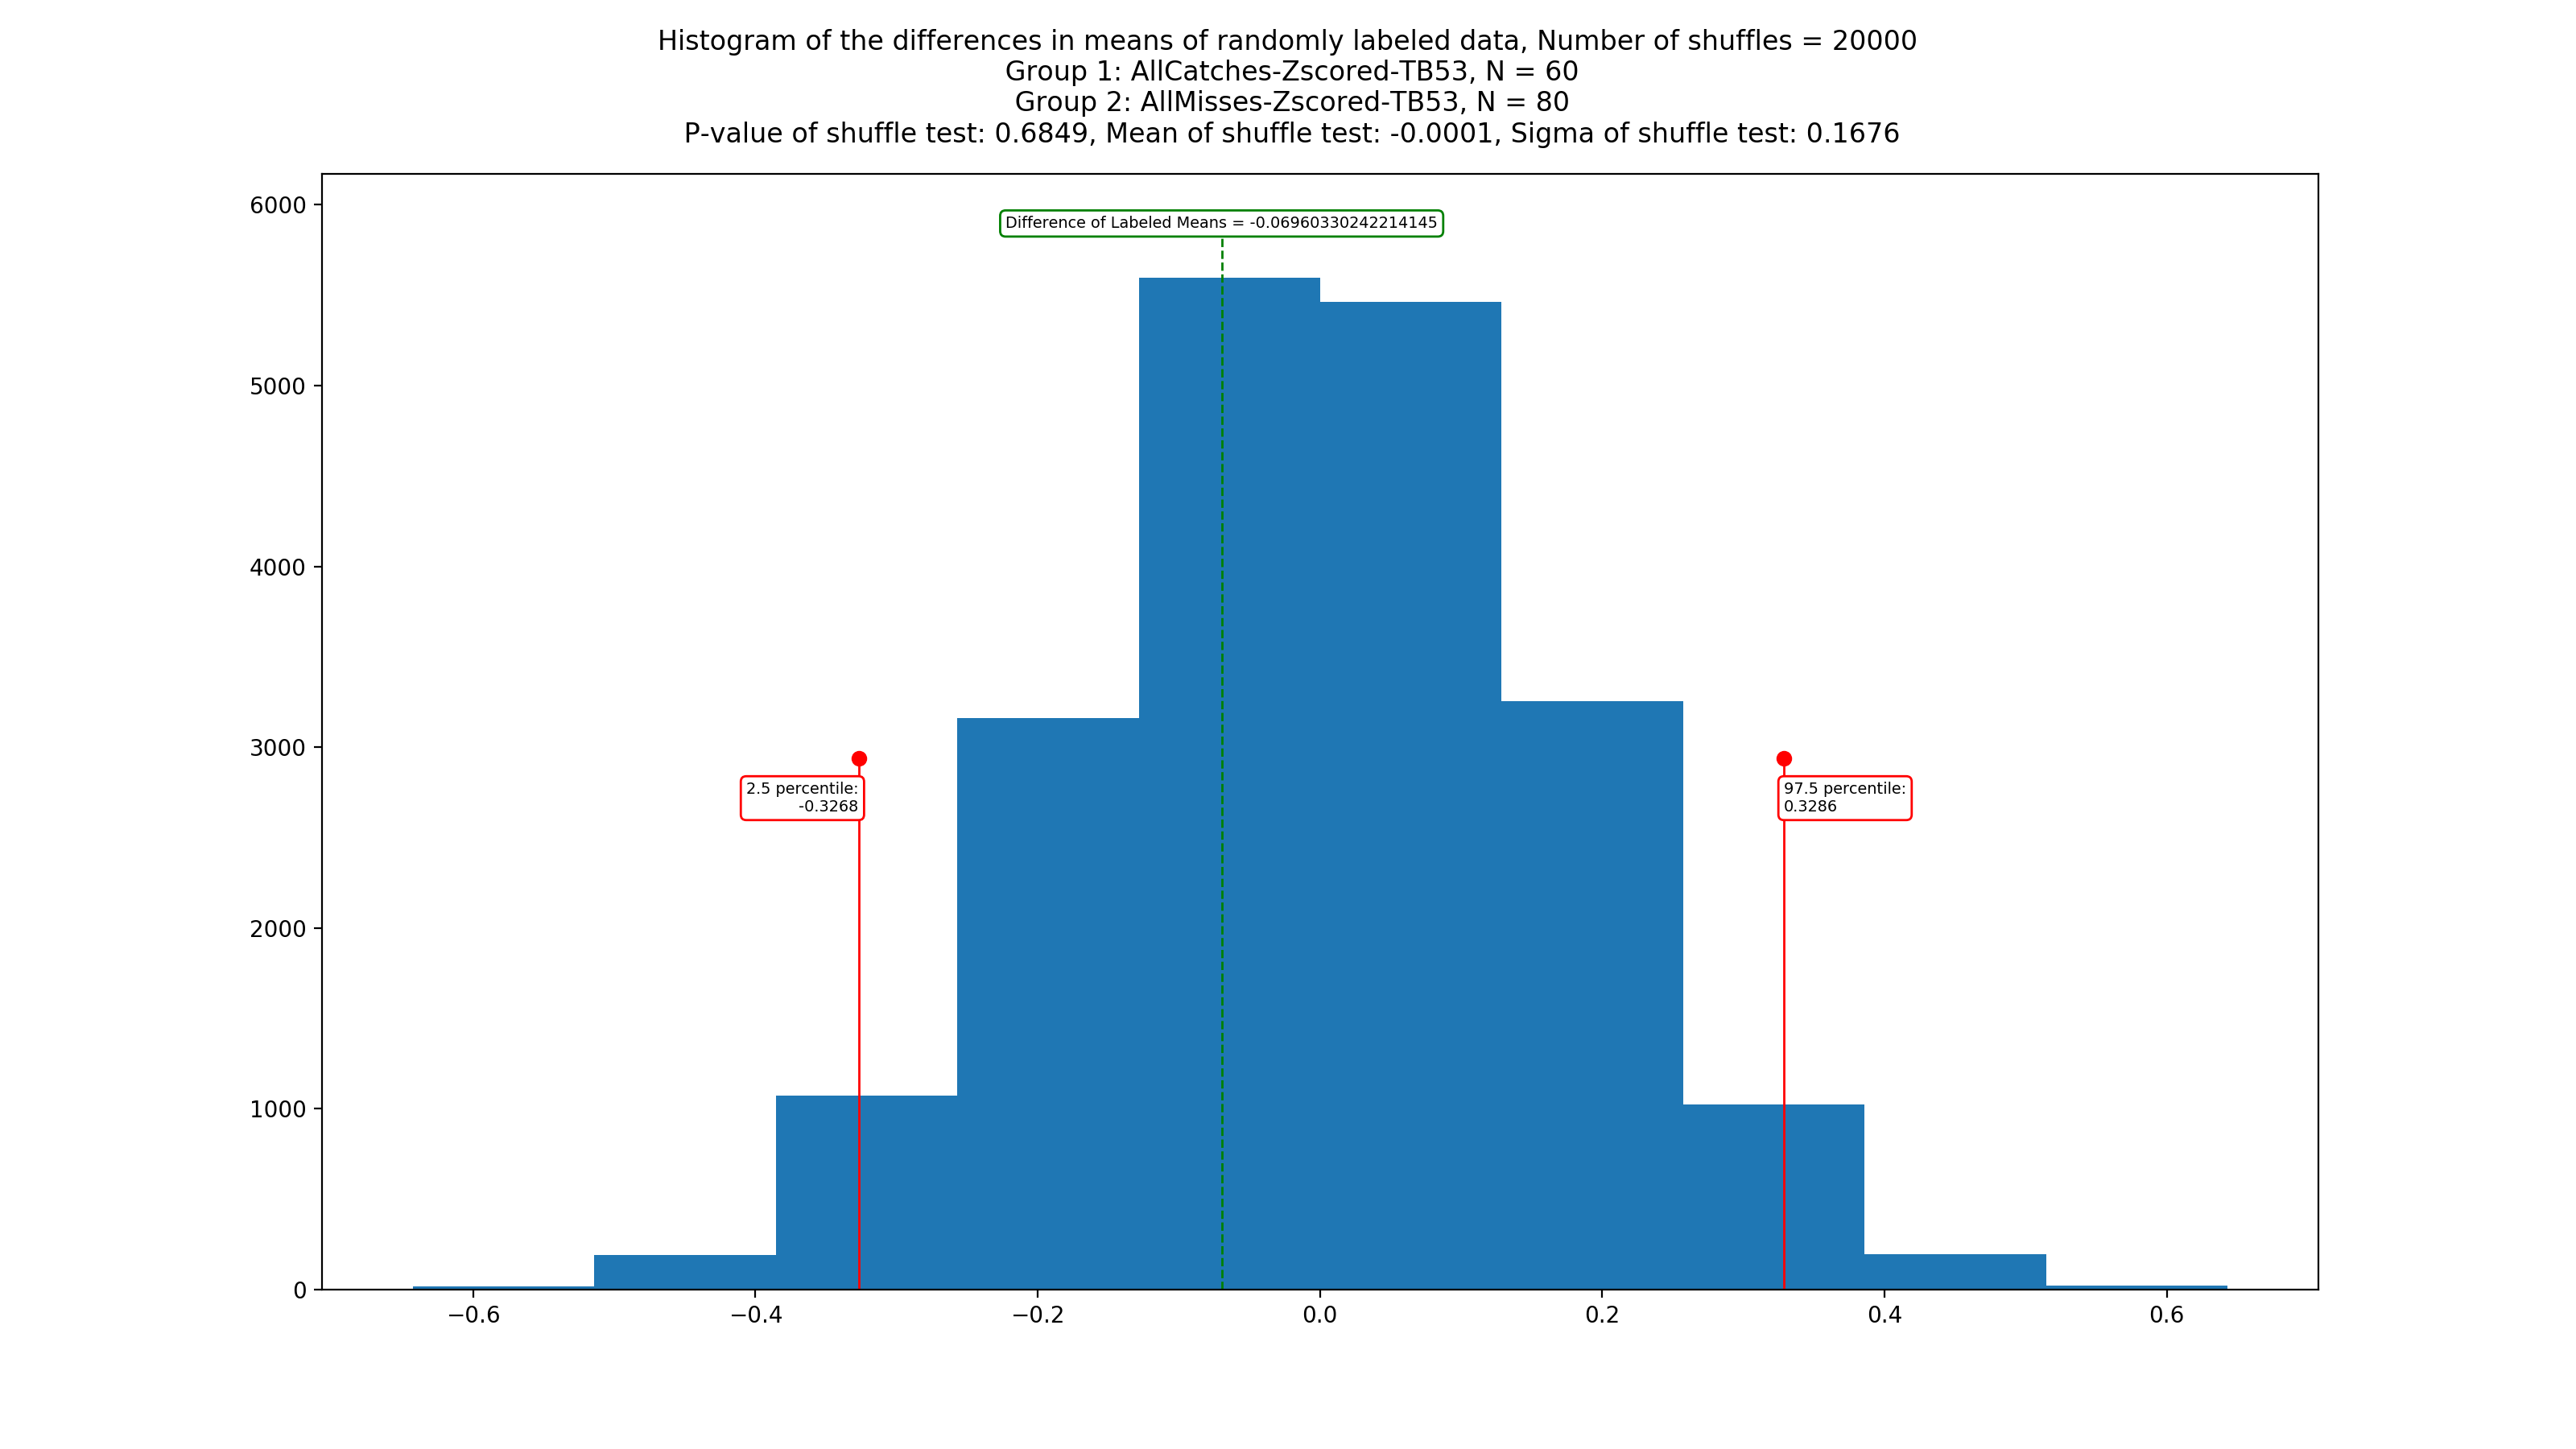 Histogram of the differences in means of randomly labeled data, Number of shuffles = 20000
Group 1: AllCatches-Zscored-TB53, N = 60
Group 2: AllMisses-Zscored-TB53, N = 80
P-value of shuffle test: 0.6849, Mean of shuffle test: -0.0001, Sigma of shuffle test: 0.1676
6000
Difference of Labeled Means = -0.06960330242214145
5000
4000
3000
2.5 percentile:
-0.3268
97.5 percentile:
0.3286
2000
1000
0
−0.6
−0.4
−0.2
0.0
0.2
0.4
0.6